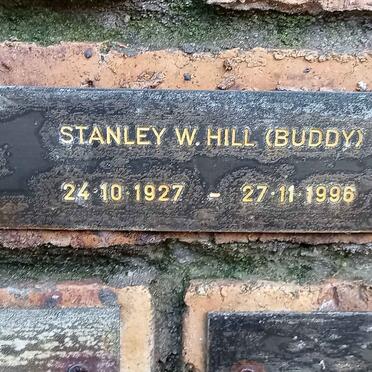 STANLEY W. HILL (BUDDY)
24·10·1927 - 27·11·1996